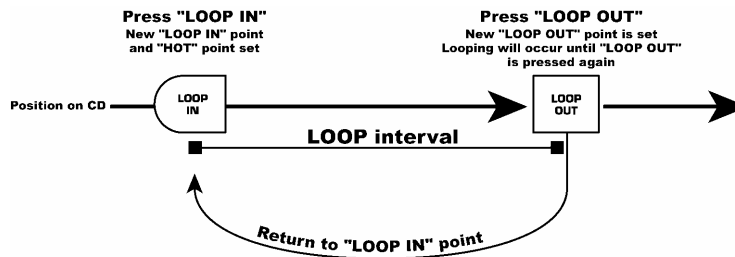 Press "LOOP IN"
New "LOOP IN" point
and "HOT" point set
Press "LOOP OUT"
New "LOOP OUT" point is set
Looping will occur until "LOOP OUT"
is pressed again
Position on CD
LOOP
IN
LOOP
OUT
LOOP interval
Return to "LOOP IN" point